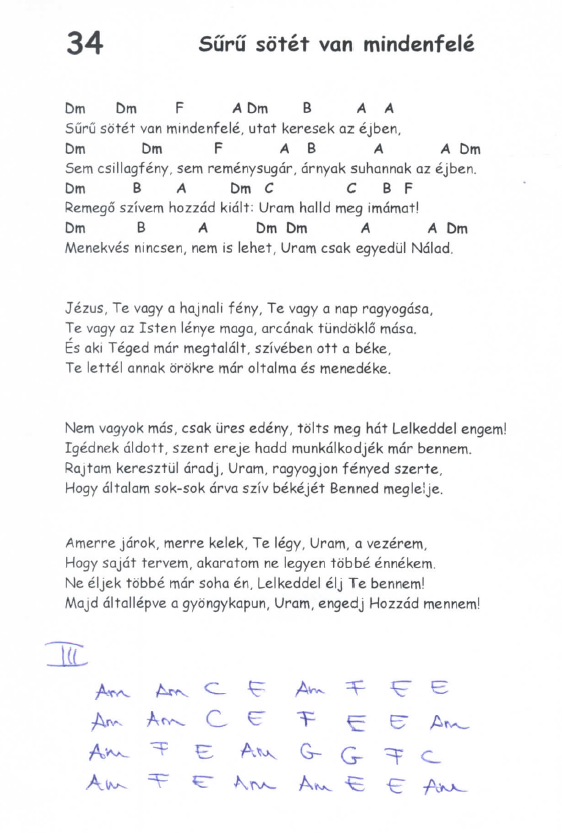 34 Sűrű sötét van mindenfelé
Dm Dm F A Dm B A A
Sűrű sötét van mindenfelé, utat keresek az éjben,
Dm Dm F A B A A Dm
Sem csillagfény, sem reménysugár, árnyak suhannak az éjben.
Dm B A Dm C C B F
Remegő szívem hozzád kiált: Uram halld meg imámat!
Dm B A Dm Dm A A Dm
Menekvés nincsen, nem is lehet, Uram csak egyedül Nálad.
Jézus, Te vagy a hajnali fény, Te vagy a nap ragyogása,
Te vagy az Isten lénye maga, arcának tündöklő mása.
És aki Téged már megtalált, szívében ott a béke,
Te lettél annak örökre már oltalma és menedéke.
Nem vagyok más, csak üres edény, tölts meg hát Lelkeddel engem!
Igédnek áldott, szent ereje hadd munkálkodjék már bennem.
Rajtam keresztül áradj, Uram, ragyogjon fényed szerte,
Hogy általam sok-sok árva szív békéjét Benned meglelje.
Amerre járok, merre kelek, Te légy, Uram, a vezérem,
Hogy saját tervem, akaratom ne legyen többé énnékem.
Ne éljek többé már soha én, Lelkeddel élj Te bennem!
Majd általlépve a gyöngykapun, Uram, engedj Hozzád mennem!
III
Am Am C E Am F E E
Am Am C E F E E Am
Am F E Am G G F C
Am F E Am Am E E Am